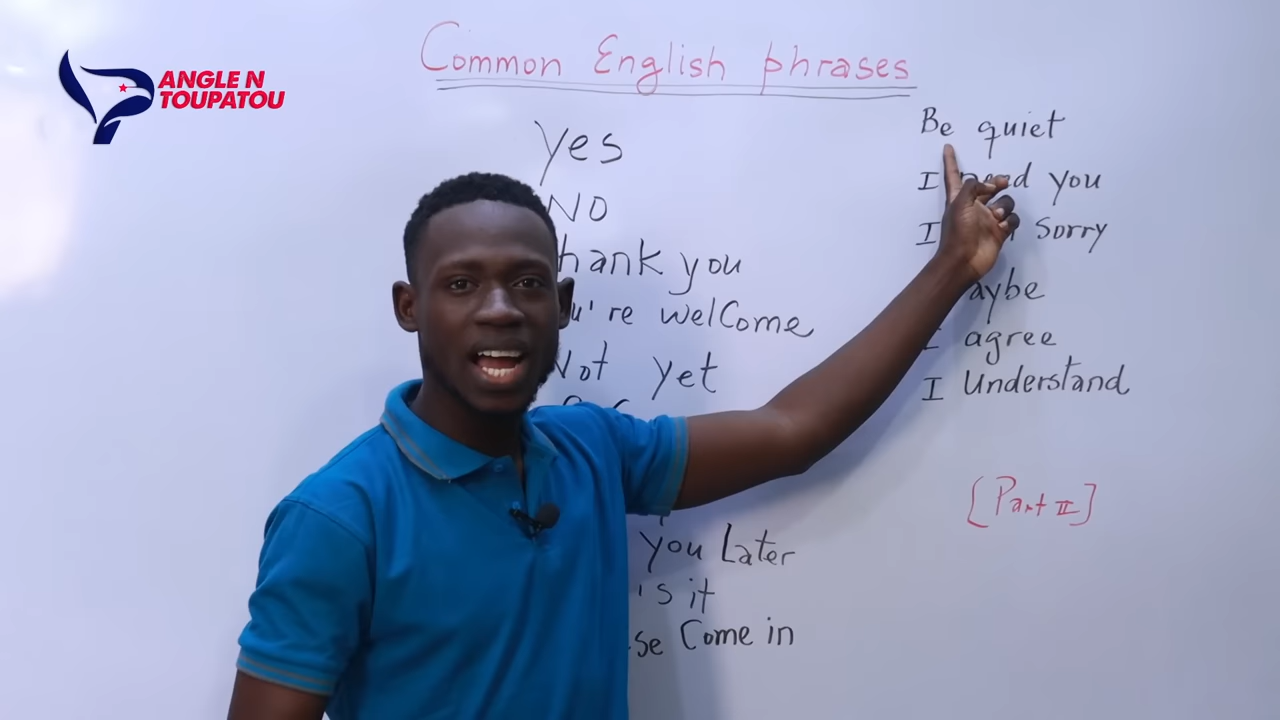 ANGLE N
TOUPATOU
Common English phrases
yes
NO
hank you
u're welcome
Not yet
you Later
's it
se Come in
Be quiet
I need you
I Sorry
aybe
I agree
I Understand
[Part II]